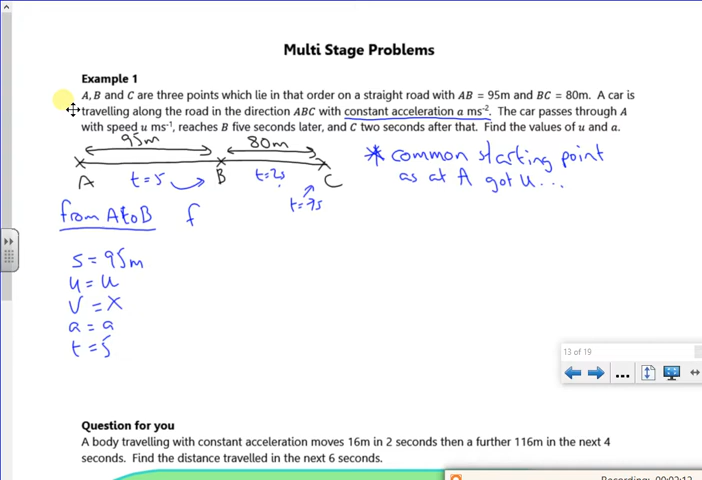 Multi Stage Problems
Example 1
A, B and C are three points which lie in that order on a straight road with AB = 95m and BC = 80m. A car is
travelling along the road in the direction ABC with constant acceleration a ms⁻². The car passes through A
with speed u ms⁻¹, reaches B five seconds later, and C two seconds after that. Find the values of u and a.
95m 80m
A t=5 B t=2s C
t=7s
* common starting point
as at A got u...
from A to B f
s = 95m
u = u
v = x
a = a
t = 5
13 of 19
...
Question for you
A body travelling with constant acceleration moves 16m in 2 seconds then a further 116m in the next 4
seconds. Find the distance travelled in the next 6 seconds.